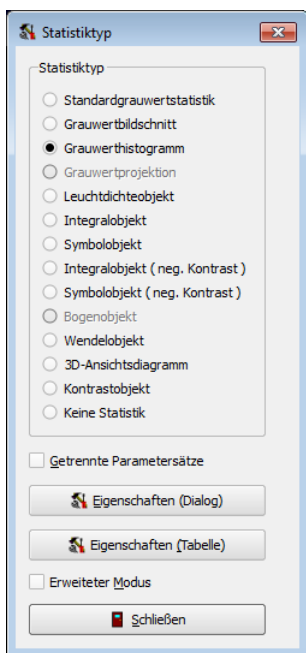 Statistiktyp
Statistiktyp
Standardgrauwertstatistik
Grauwertbildschnitt
Grauwerthistogramm
Grauwertprojektion
Leuchtdichteobjekt
Integralobjekt
Symbolobjekt
Integralobjekt ( neg. Kontrast )
Symbolobjekt ( neg. Kontrast )
Bogenobjekt
Wendelobjekt
3D-Ansichtsdiagramm
Kontrastobjekt
Keine Statistik
Getrennte Parametersätze
Eigenschaften (Dialog)
Eigenschaften (Tabelle)
Erweiteter Modus
Schließen